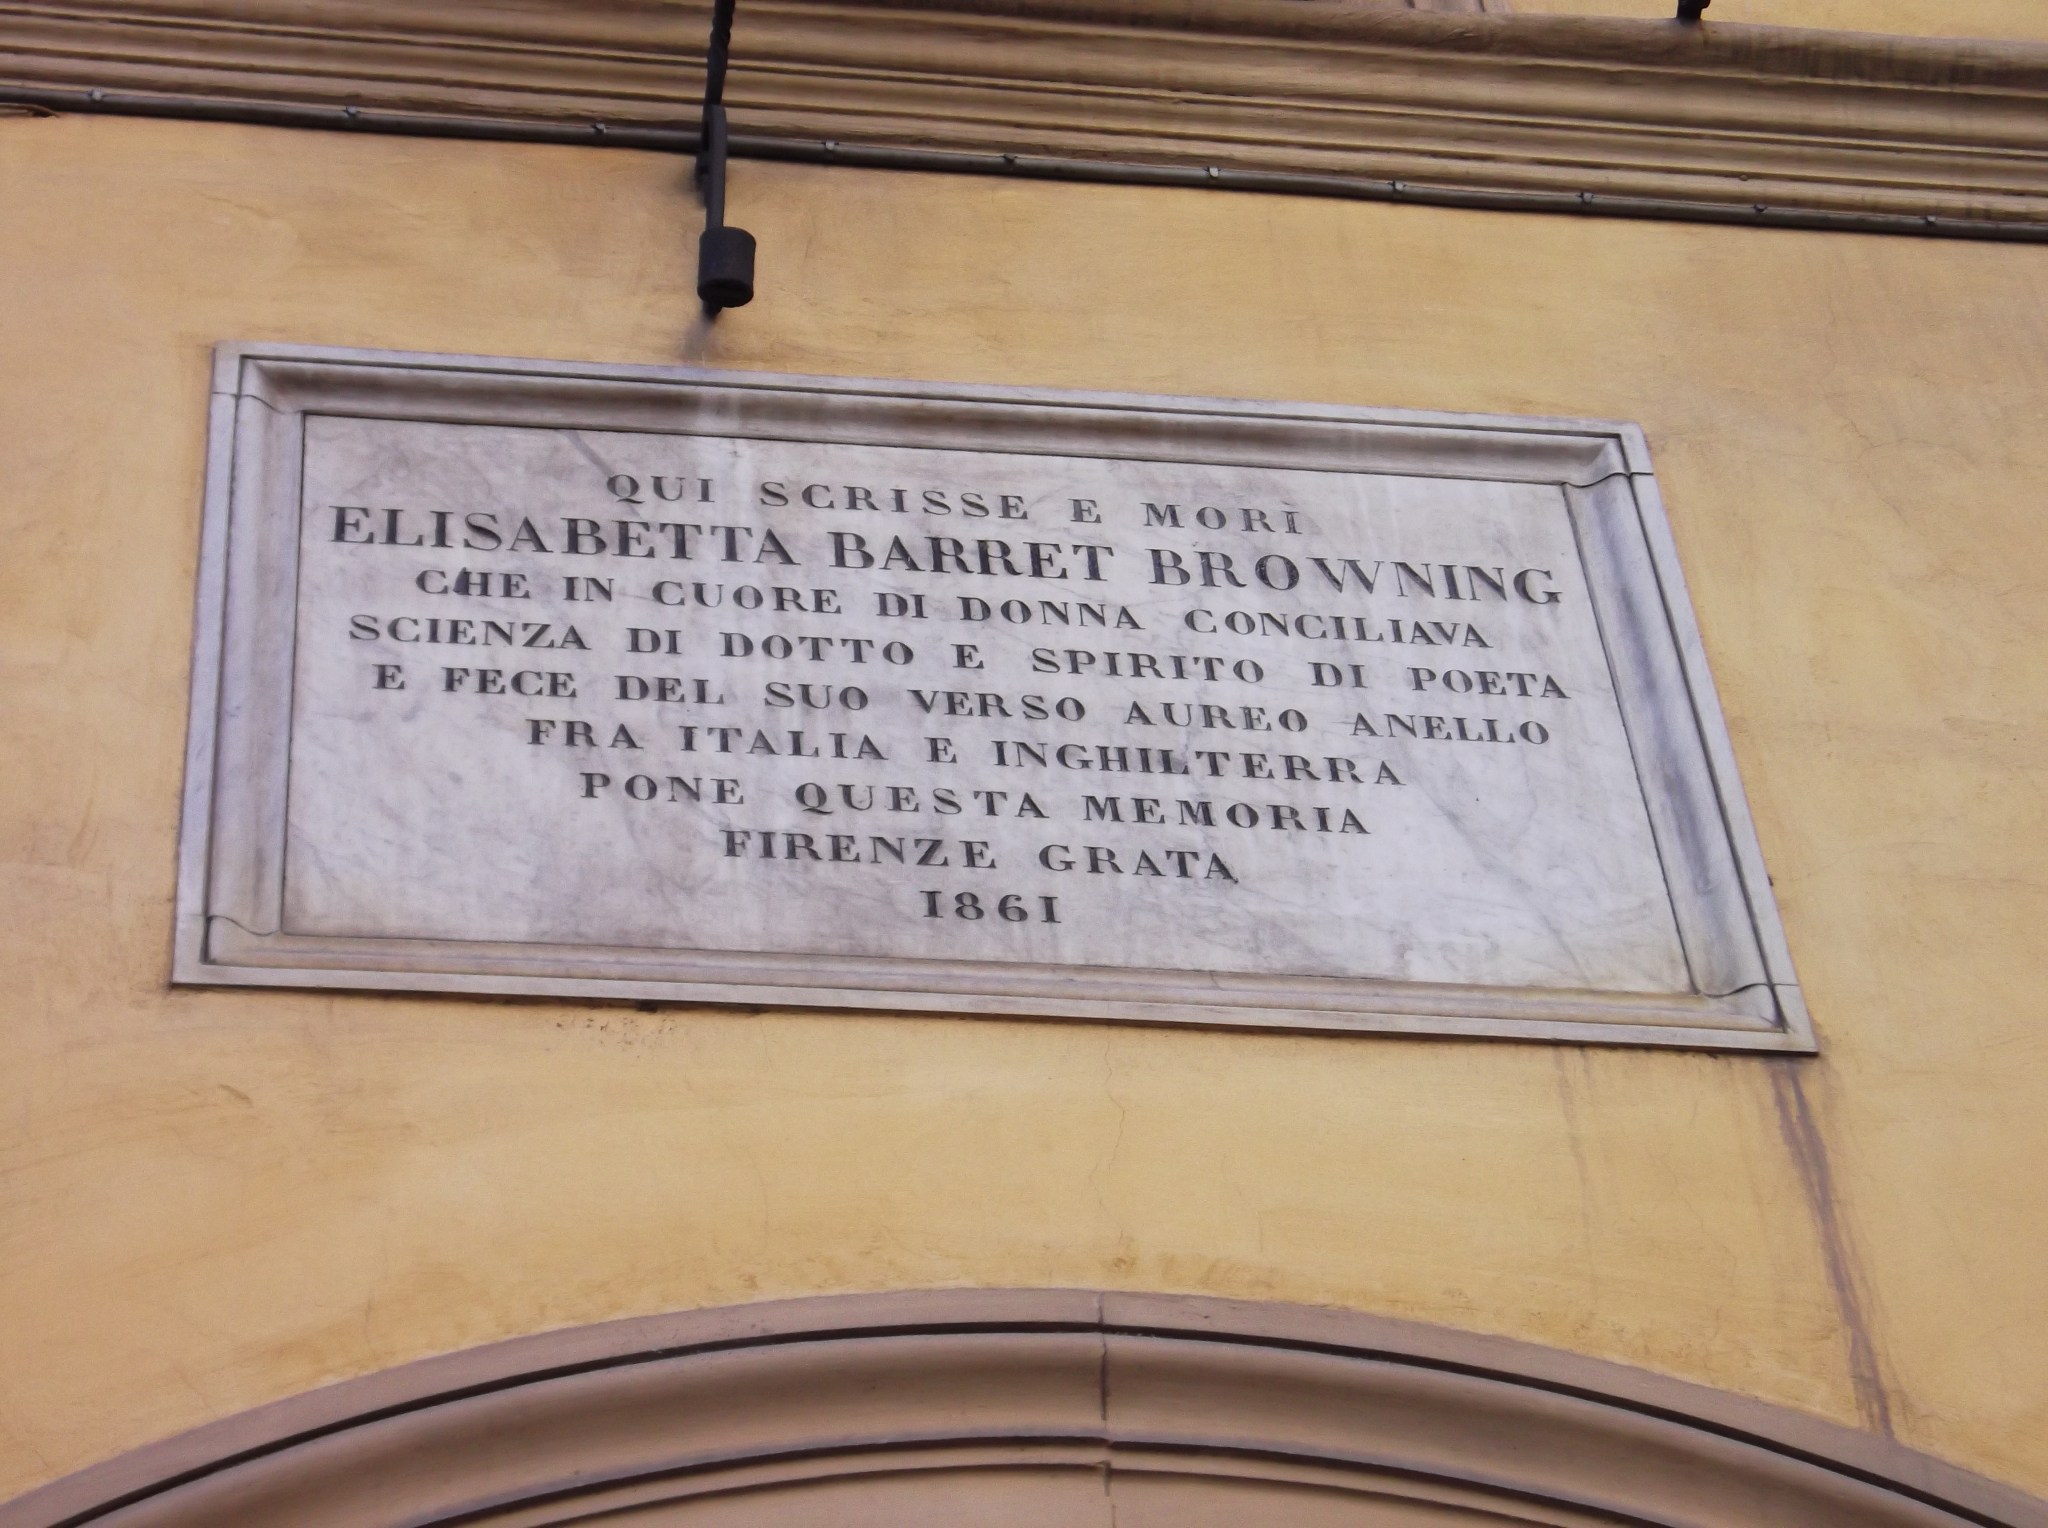 QUI SCRISSE E MORÌ
ELISABETTA BARRET BROWNING
CHE IN CUORE DI DONNA CONCILIAVA
SCIENZA DI DOTTO E SPIRITO DI POETA
E FECE DEL SUO VERSO AUREO ANELLO
FRA ITALIA E INGHILTERRA
PONE QUESTA MEMORIA
FIRENZE GRATA
1861